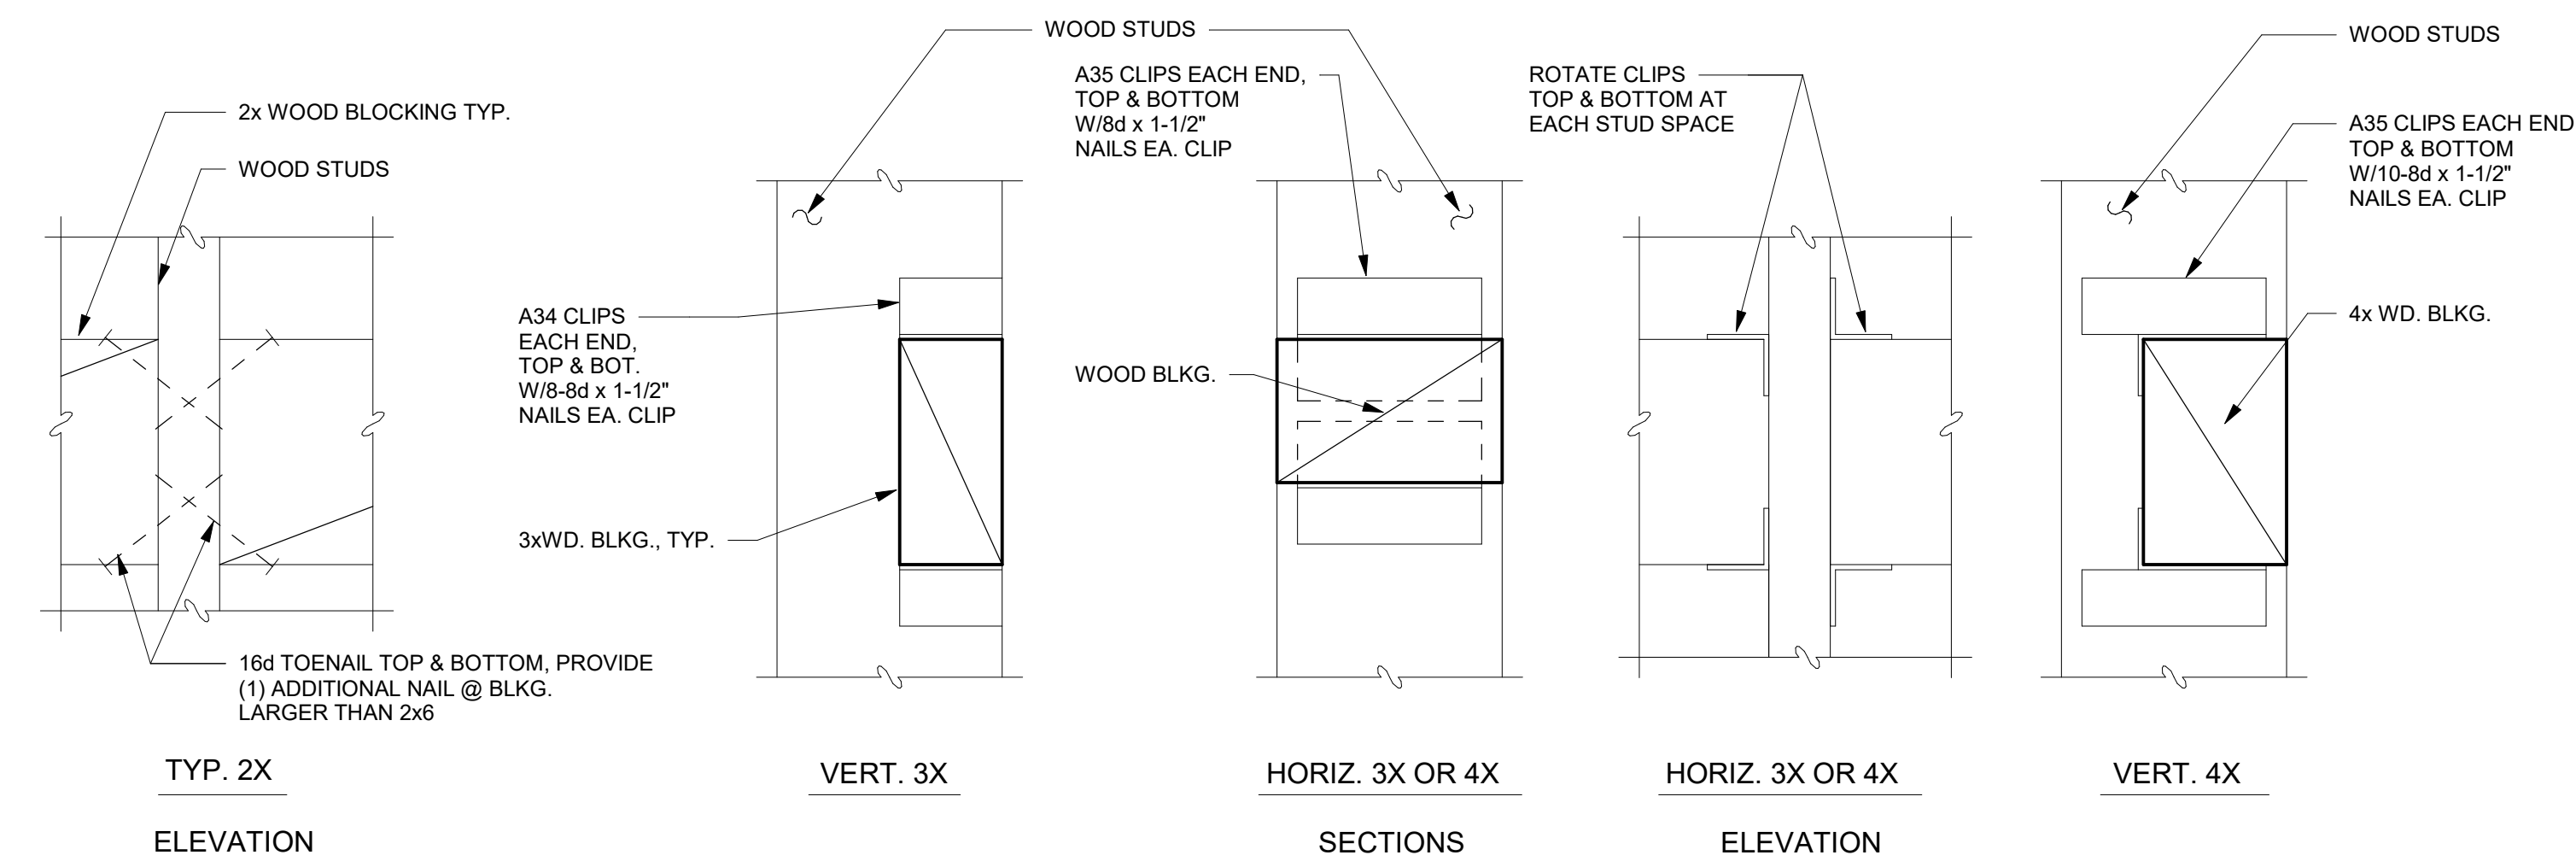 2x WOOD BLOCKING TYP.
WOOD STUDS
16d TOENAIL TOP & BOTTOM, PROVIDE
(1) ADDITIONAL NAIL @ BLKG.
LARGER THAN 2x6
TYP. 2X
ELEVATION
WOOD STUDS
A34 CLIPS
EACH END,
TOP & BOT.
W/8-8d x 1-1/2"
NAILS EA. CLIP
3xWD. BLKG., TYP.
VERT. 3X
A35 CLIPS EACH END,
TOP & BOTTOM
W/8d x 1-1/2"
NAILS EA. CLIP
WOOD BLKG.
HORIZ. 3X OR 4X
SECTIONS
ROTATE CLIPS
TOP & BOTTOM AT
EACH STUD SPACE
HORIZ. 3X OR 4X
ELEVATION
WOOD STUDS
A35 CLIPS EACH END
TOP & BOTTOM
W/10-8d x 1-1/2"
NAILS EA. CLIP
4x WD. BLKG.
VERT. 4X